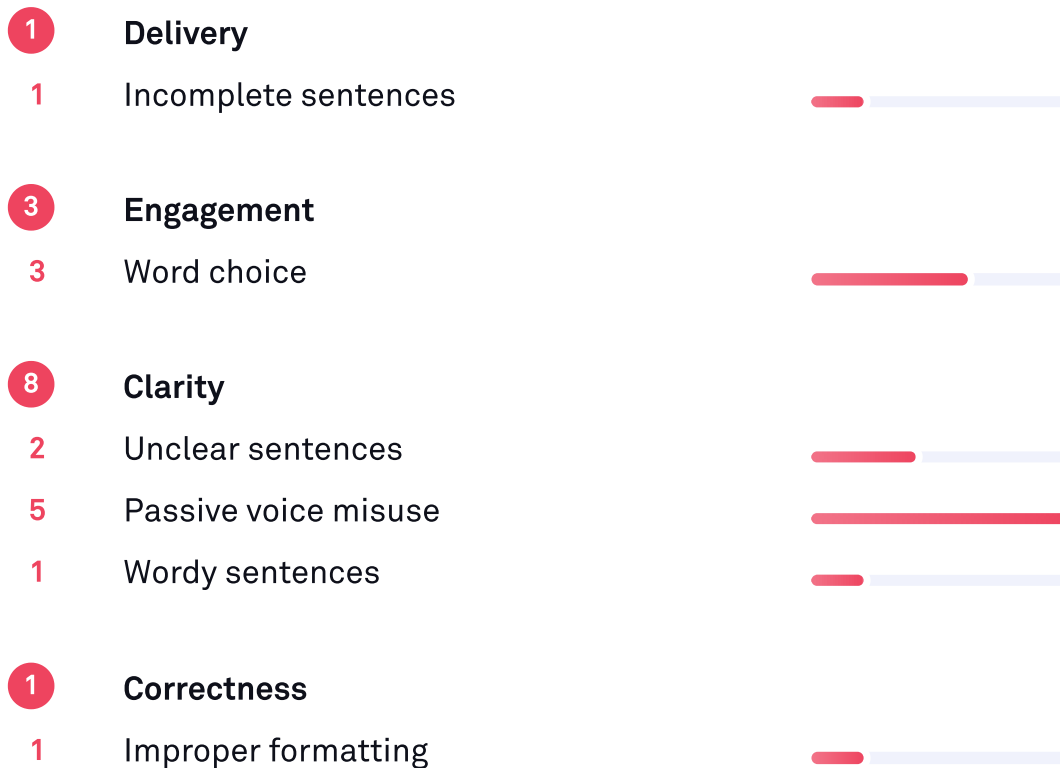 1 Delivery
1 Incomplete sentences
3 Engagement
3 Word choice
8 Clarity
2 Unclear sentences
5 Passive voice misuse
1 Wordy sentences
1 Correctness
1 Improper formatting